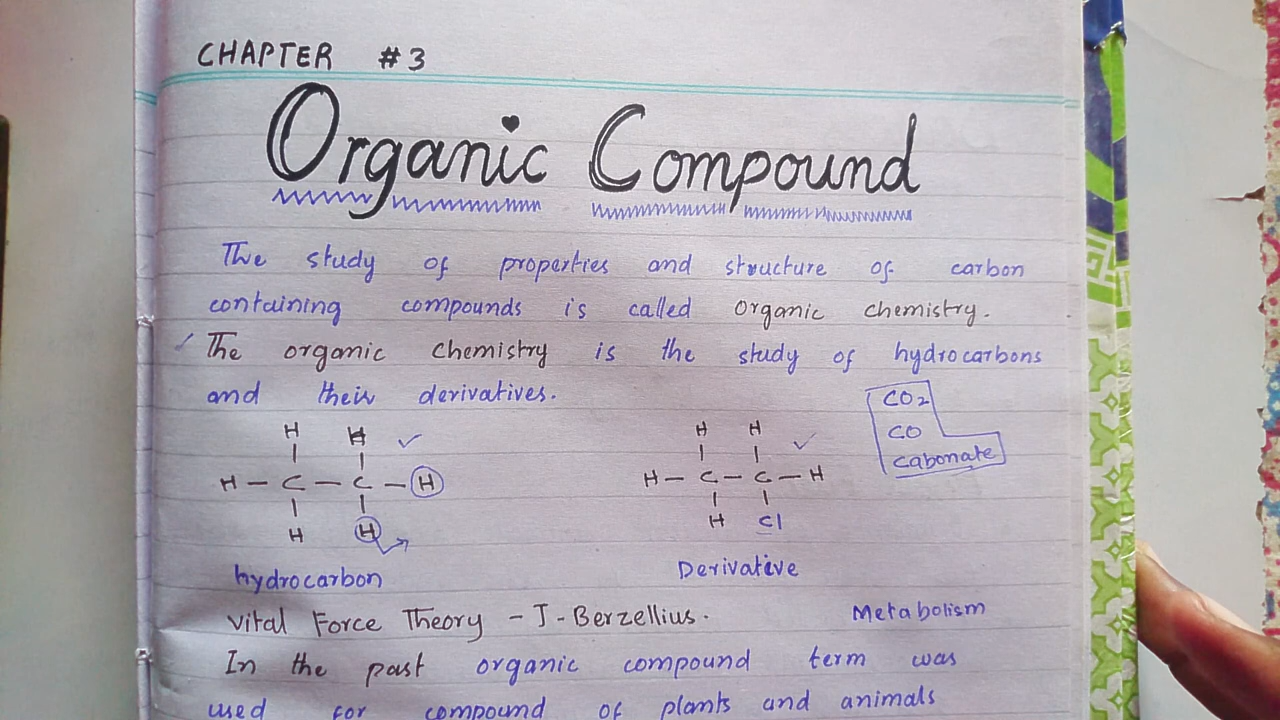 CHAPTER #3
Organic Compound
The study of properties and structure of carbon
containing compounds is called Organic chemistry.
The organic chemistry is the study of hydrocarbons
and their derivatives.
CO2
CO
Cabonate
H H
H — C — C — H
H H
hydrocarbon
H H
H — C — C — H
H Cl
Derivative
Vital Force Theory - J-Berzellius.
Metabolism
In the past organic compound term was
used for compound of plants and animals